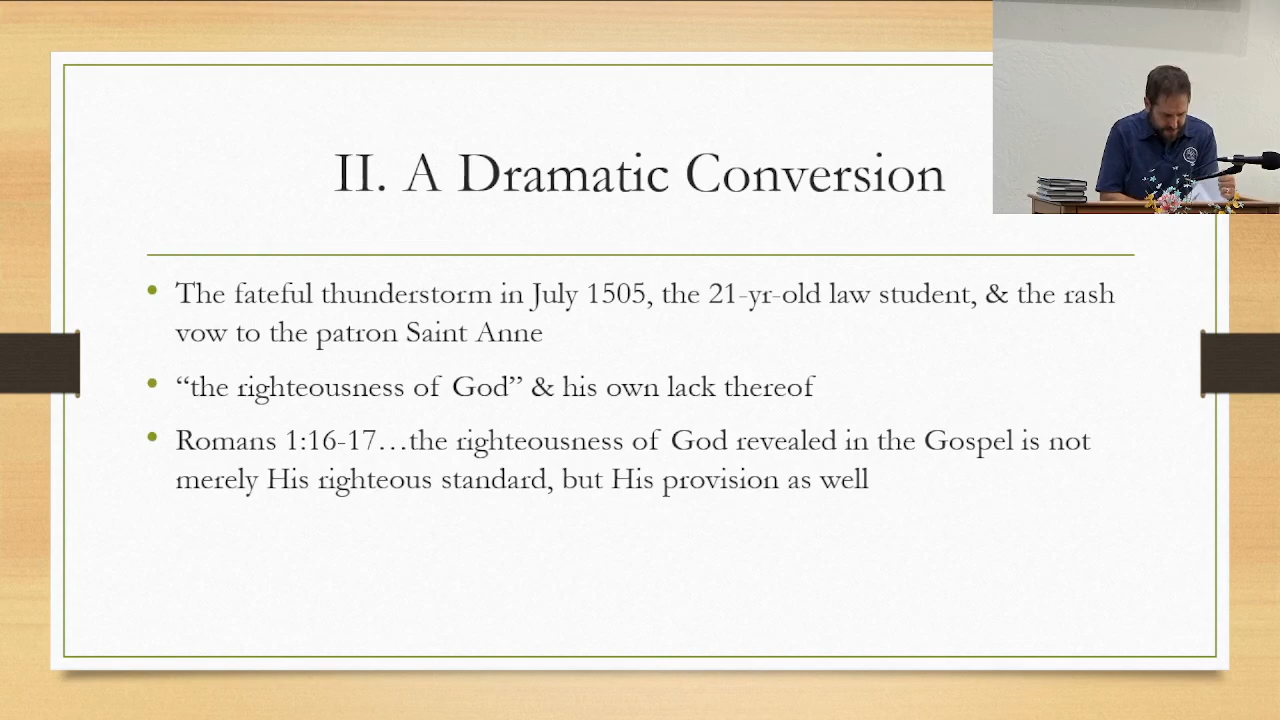 II. A Dramatic Conversion
• The fateful thunderstorm in July 1505, the 21-yr-old law student, & the rash
vow to the patron Saint Anne
• “the righteousness of God” & his own lack thereof
• Romans 1:16-17…the righteousness of God revealed in the Gospel is not
merely His righteous standard, but His provision as well